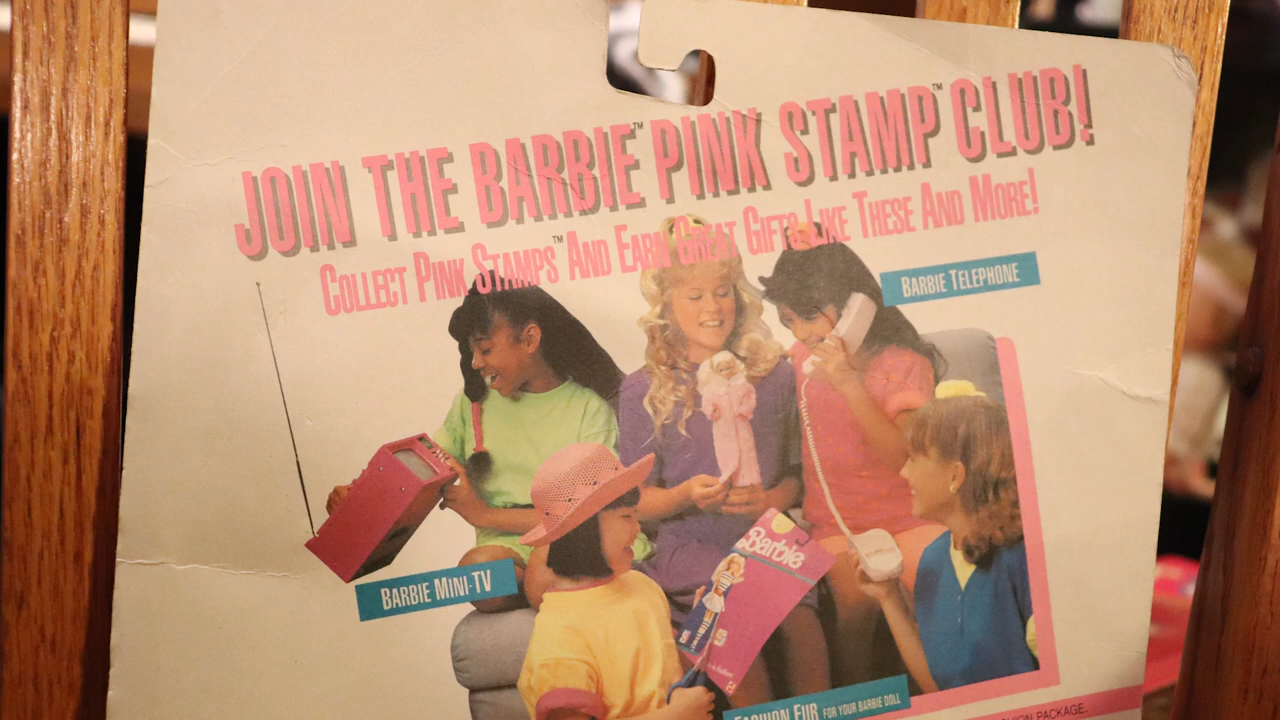 JOIN THE BARBIE™ PINK STAMP™ CLUB!
COLLECT PINK STAMPS™ AND EARN GREAT GIFTS LIKE THESE AND MORE!
BARBIE TELEPHONE
Barbie
BARBIE MINI-TV
FASHION FUR FOR YOUR BARBIE DOLL
PACKAGE.